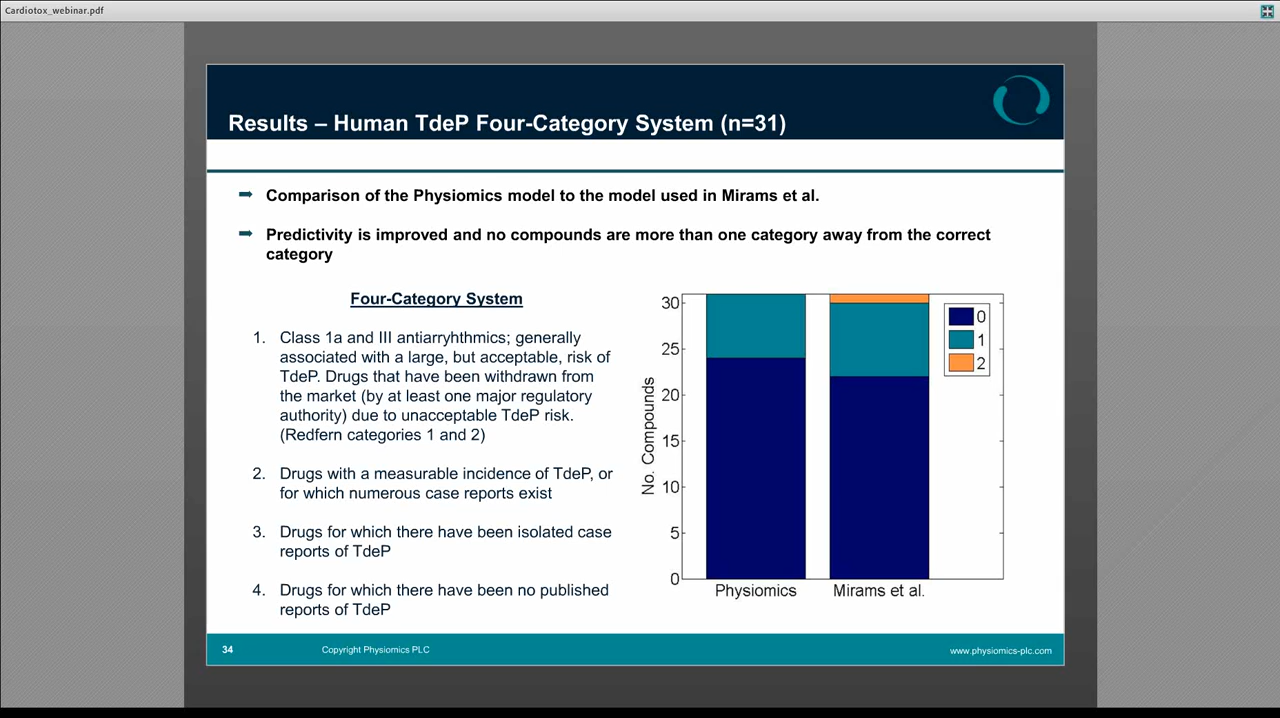 Cardiotox_webinar.pdf
Results – Human TdeP Four-Category System (n=31)
Comparison of the Physiomics model to the model used in Mirams et al.
Predictivity is improved and no compounds are more than one category away from the correct
category
Four-Category System
1. Class 1a and III antiarryhthmics; generally
associated with a large, but acceptable, risk of
TdeP. Drugs that have been withdrawn from
the market (by at least one major regulatory
authority) due to unacceptable TdeP risk.
(Redfern categories 1 and 2)
2. Drugs with a measurable incidence of TdeP, or
for which numerous case reports exist
3. Drugs for which there have been isolated case
reports of TdeP
4. Drugs for which there have been no published
reports of TdeP
No. Compounds
30
25
20
15
10
5
0
Physiomics
Mirams et al.
0
1
2
34
Copyright Physiomics PLC
www.physiomics-plc.com